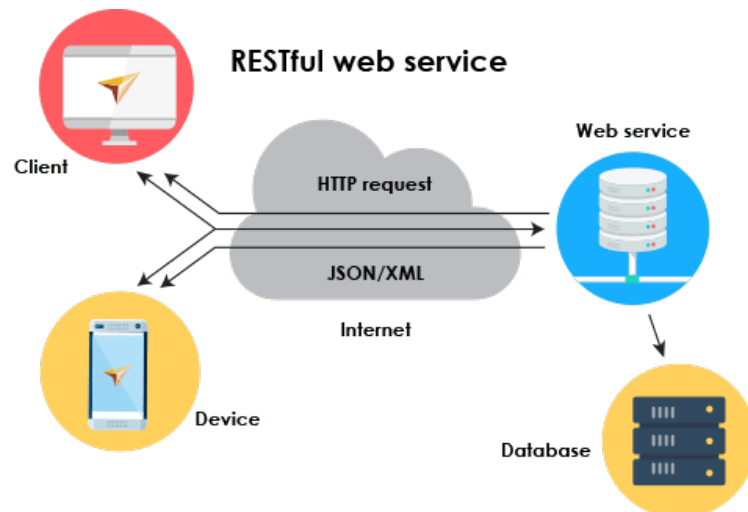 RESTful web service
Client
Web service
HTTP request
JSON/XML
Internet
Device
Database